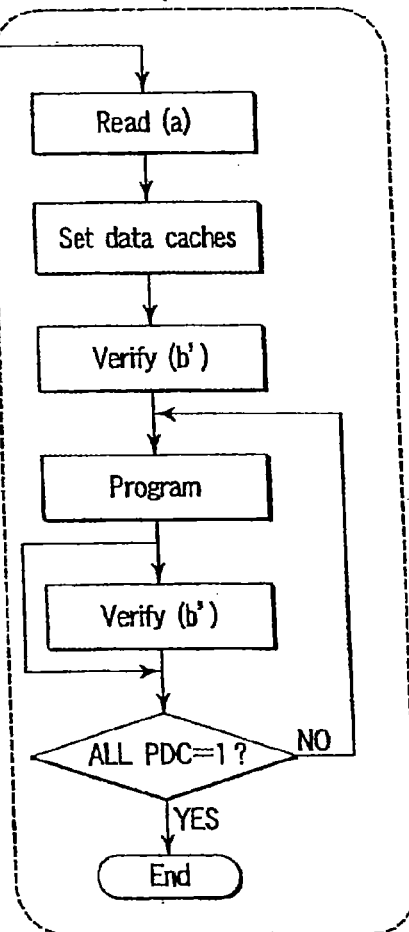 Read (a)
Set data caches
Verify (b')
Program
Verify (b')
ALL PDC=1?
NO
YES
End